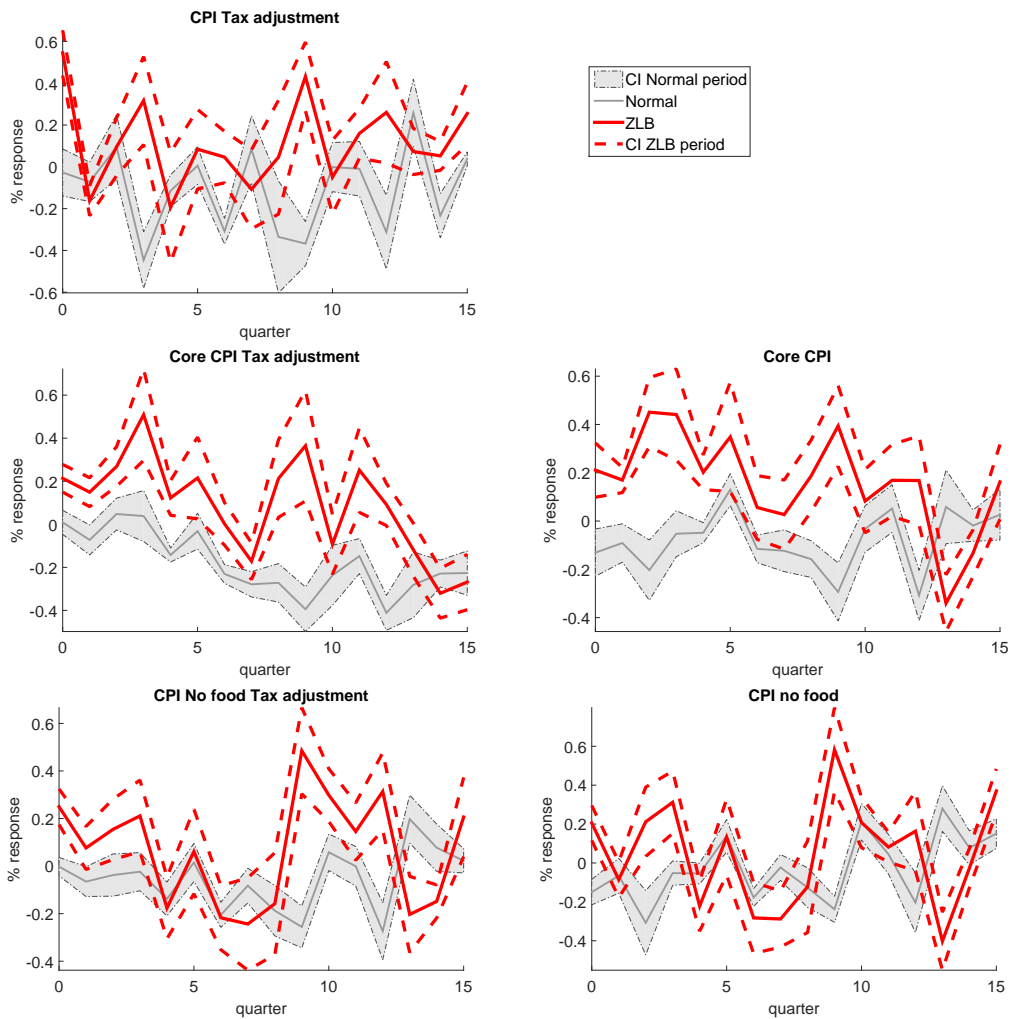 CPI Tax adjustment
% response
0.6
0.4
0.2
0
-0.2
-0.4
-0.6
0 5 10 15
quarter
CI Normal period
Normal
ZLB
CI ZLB period
Core CPI Tax adjustment
% response
0.6
0.4
0.2
0
-0.2
-0.4
0 5 10 15
quarter
Core CPI
% response
0.6
0.4
0.2
0
-0.2
-0.4
0 5 10 15
quarter
CPI No food Tax adjustment
% response
0.6
0.4
0.2
0
-0.2
-0.4
0 5 10 15
quarter
CPI no food
% response
0.6
0.4
0.2
0
-0.2
-0.4
0 5 10 15
quarter